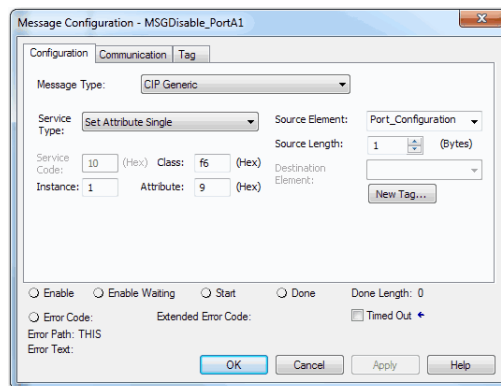 Message Configuration - MSGDisable_PortA1
Configuration Communication Tag
Message Type: CIP Generic
Service Type: Set Attribute Single Source Element: Port_Configuration
Source Length: 1 (Bytes)
Service Code: 10 (Hex) Class: f6 (Hex) Destination Element:
Instance: 1 Attribute: 9 (Hex) New Tag...
Enable Enable Waiting Start Done Done Length: 0
Error Code: Extended Error Code: Timed Out
Error Path: THIS
Error Text:
OK Cancel Apply Help